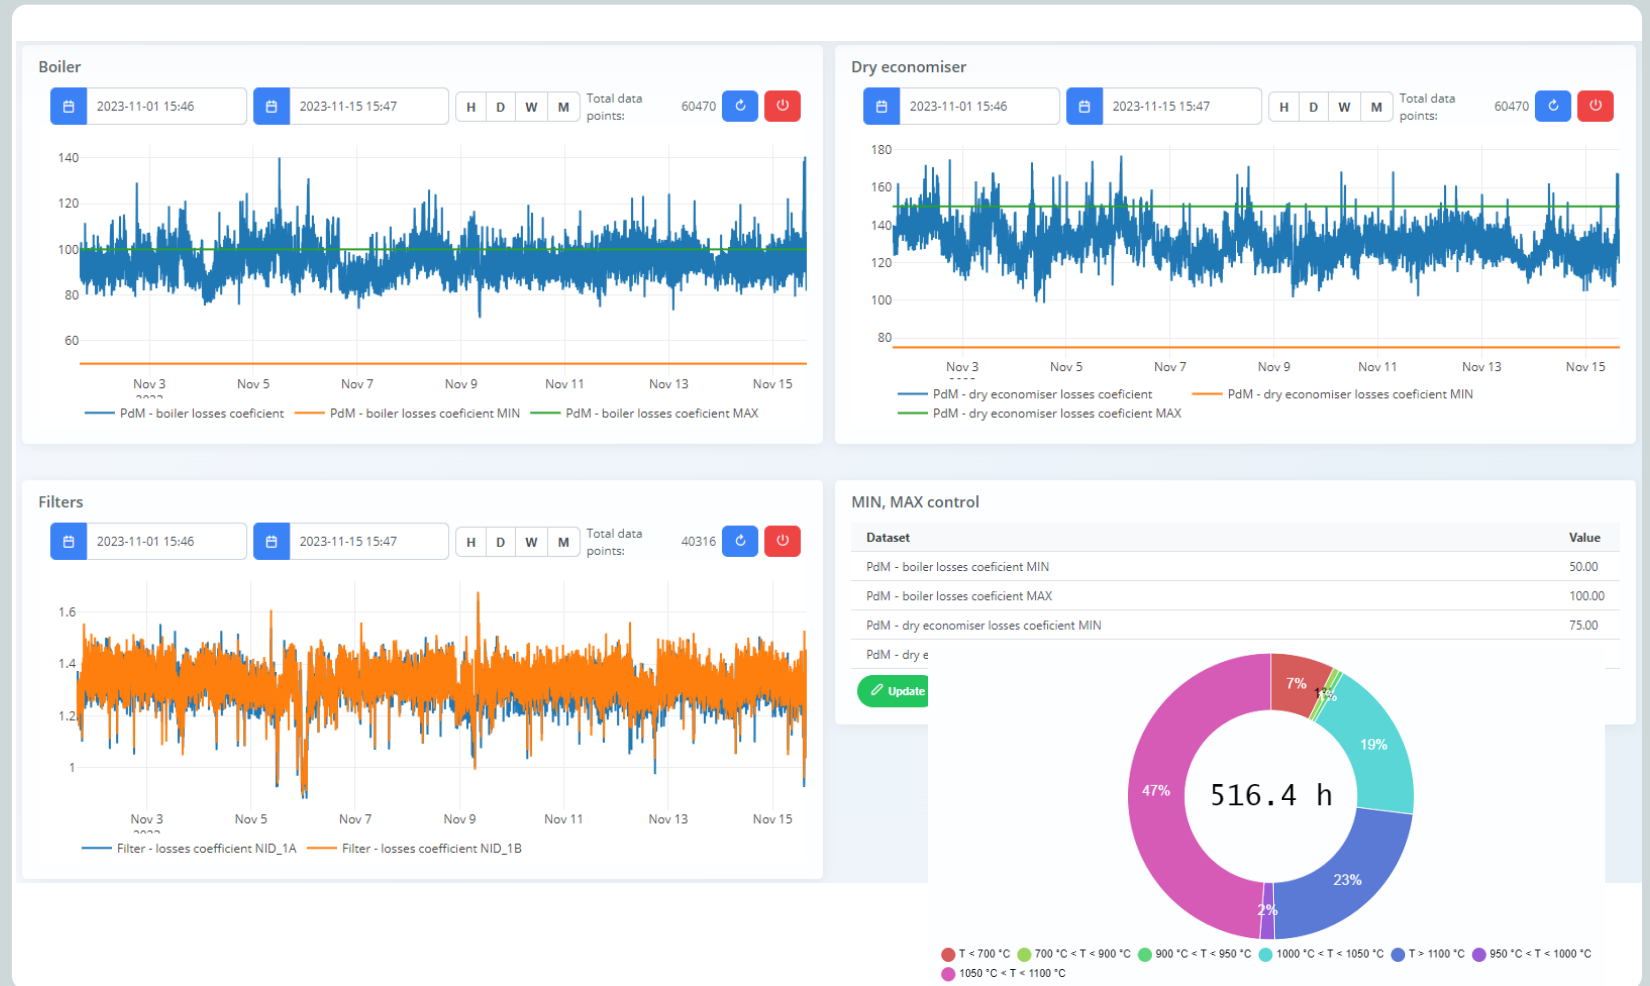 Boiler
2023-11-01 15:46 2023-11-15 15:47 H D W M Total data points: 60470
140
120
100
80
60
Nov 3 Nov 5 Nov 7 Nov 9 Nov 11 Nov 13 Nov 15
PdM - boiler losses coeficient PdM - boiler losses coeficient MIN PdM - boiler losses coeficient MAX
Dry economiser
2023-11-01 15:46 2023-11-15 15:47 H D W M Total data points: 60470
180
160
140
120
100
80
Nov 3 Nov 5 Nov 7 Nov 9 Nov 11 Nov 13 Nov 15
PdM - dry economiser losses coeficient PdM - dry economiser losses coeficient MIN
PdM - dry economiser losses coeficient MAX
Filters
2023-11-01 15:46 2023-11-15 15:47 H D W M Total data points: 40316
1.6
1.4
1.2
1
Nov 3 Nov 5 Nov 7 Nov 9 Nov 11 Nov 13 Nov 15
Filter - losses coefficient NID_1A Filter - losses coefficient NID_1B
MIN, MAX control
Dataset Value
PdM - boiler losses coeficient MIN 50.00
PdM - boiler losses coeficient MAX 100.00
PdM - dry economiser losses coeficient MIN 75.00
PdM - dry e
Update
7%
19%
47%
516.4 h
23%
2%
T < 700 °C 700 °C < T < 900 °C 900 °C < T < 950 °C 1000 °C < T < 1050 °C T > 1100 °C 950 °C < T < 1000 °C
1050 °C < T < 1100 °C